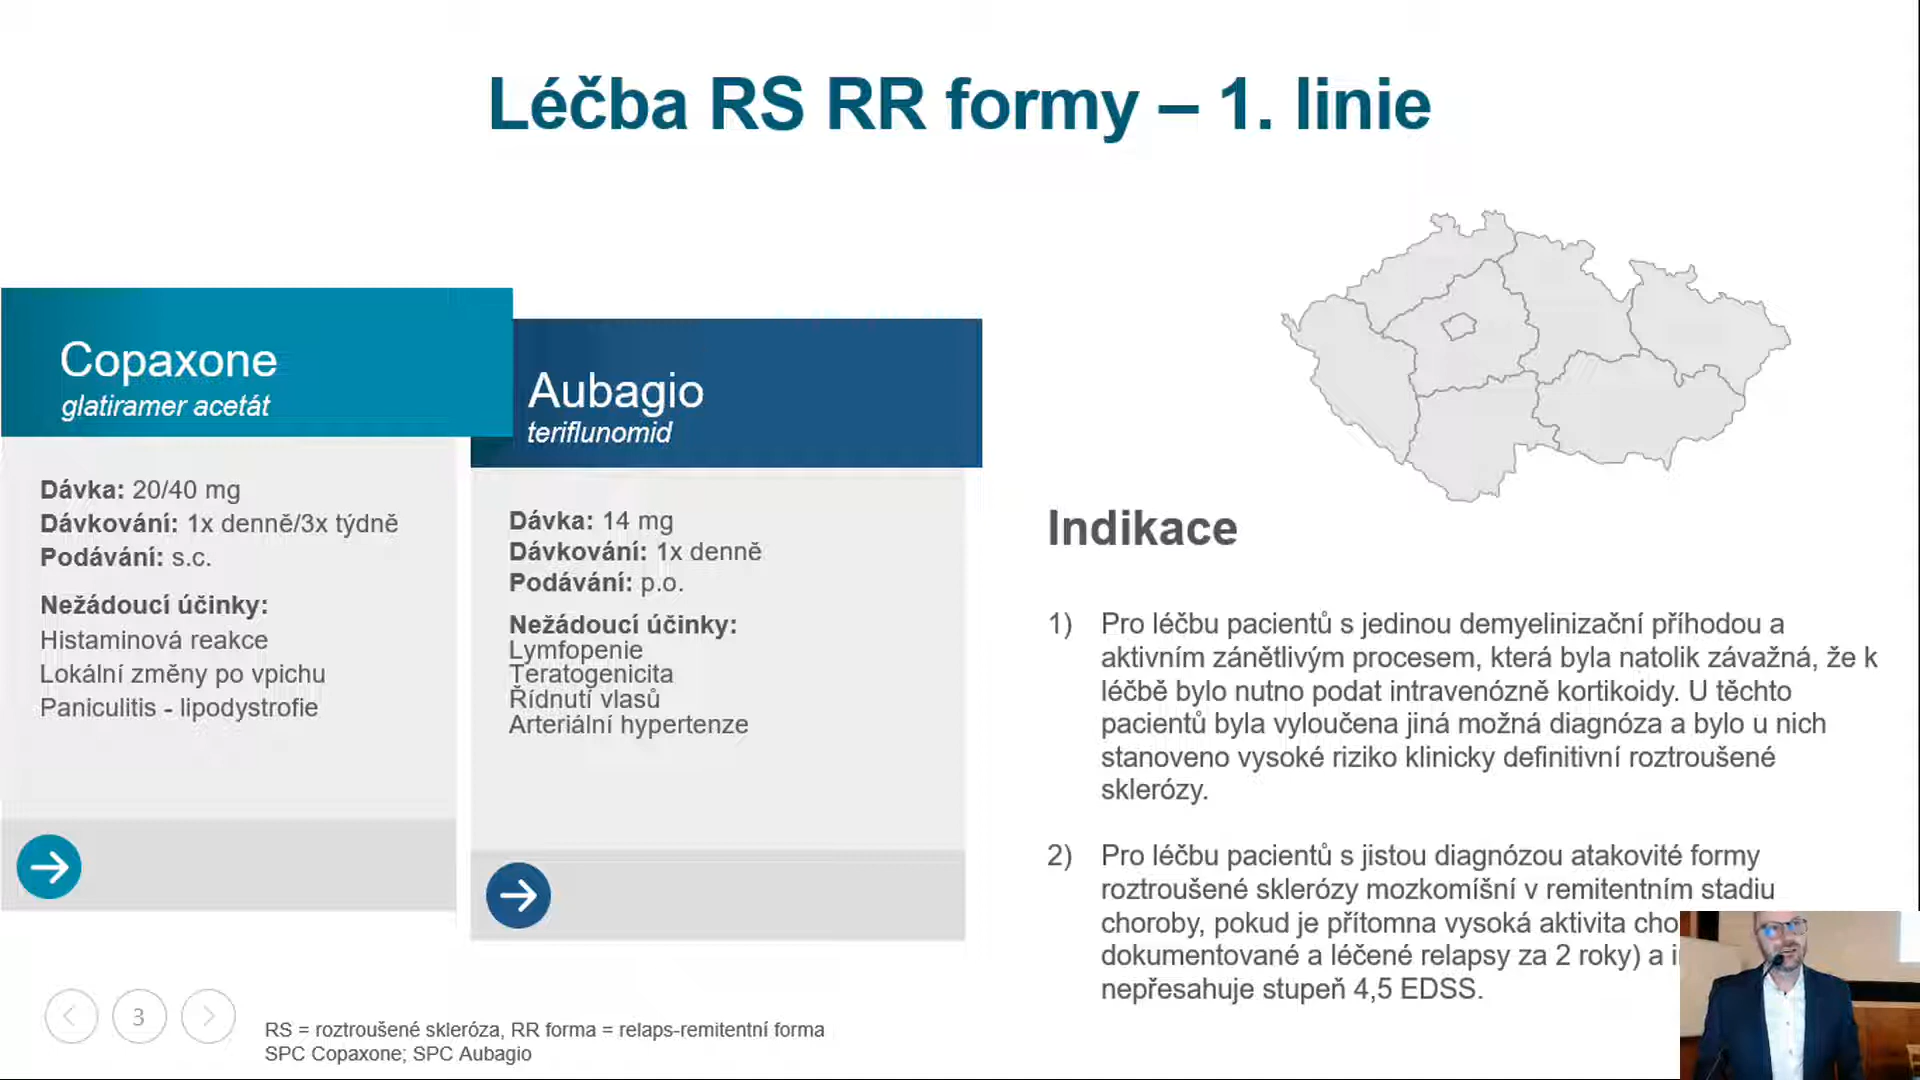 Léčba RS RR formy – 1. linie
Copaxone
glatiramer acetát
Dávka: 20/40 mg
Dávkování: 1x denně/3x týdně
Podávání: s.c.
Nežádoucí účinky:
Histaminová reakce
Lokální změny po vpichu
Paniculitis - lipodystrofie
Aubagio
teriflunomid
Dávka: 14 mg
Dávkování: 1x denně
Podávání: p.o.
Nežádoucí účinky:
Lymfopenie
Teratogenicita
Řídnutí vlasů
Arteriální hypertenze
Indikace
1) Pro léčbu pacientů s jedinou demyelinizační příhodou a
aktivním zánětlivým procesem, která byla natolik závažná, že k
léčbě bylo nutno podat intravenózně kortikoidy. U těchto
pacientů byla vyloučena jiná možná diagnóza a bylo u nich
stanoveno vysoké riziko klinicky definitivní roztroušené
sklerózy.
2) Pro léčbu pacientů s jistou diagnózou atakovité formy
roztroušené sklerózy mozkomíšní v remitentním stadiu
choroby, pokud je přítomna vysoká aktivita
dokumentované a léčené relapsy za 2 roky) a
nepřesahuje stupeň 4,5 EDSS.
3
RS = roztroušené skleróza, RR forma = relaps-remitentní forma
SPC Copaxone; SPC Aubagio